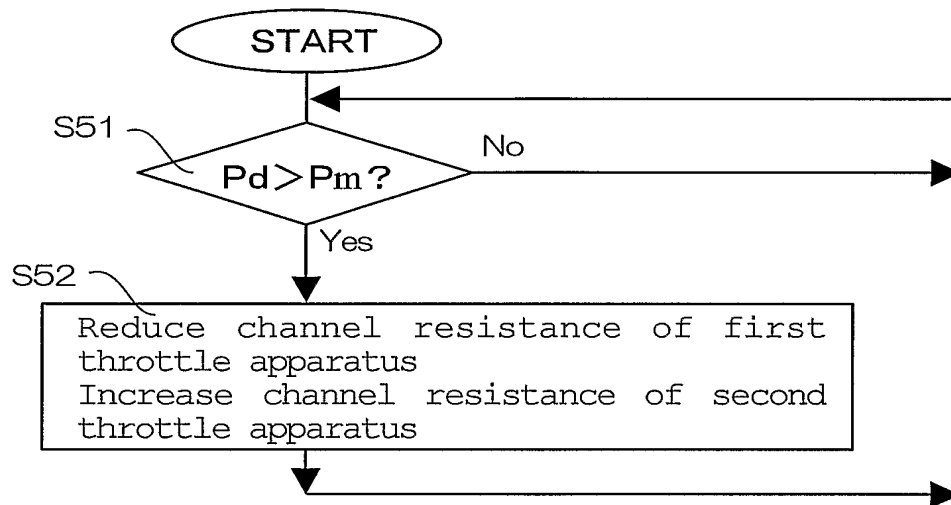 START
S51
Pd>Pm?
No
Yes
S52
Reduce channel resistance of first
throttle apparatus
Increase channel resistance of second
throttle apparatus